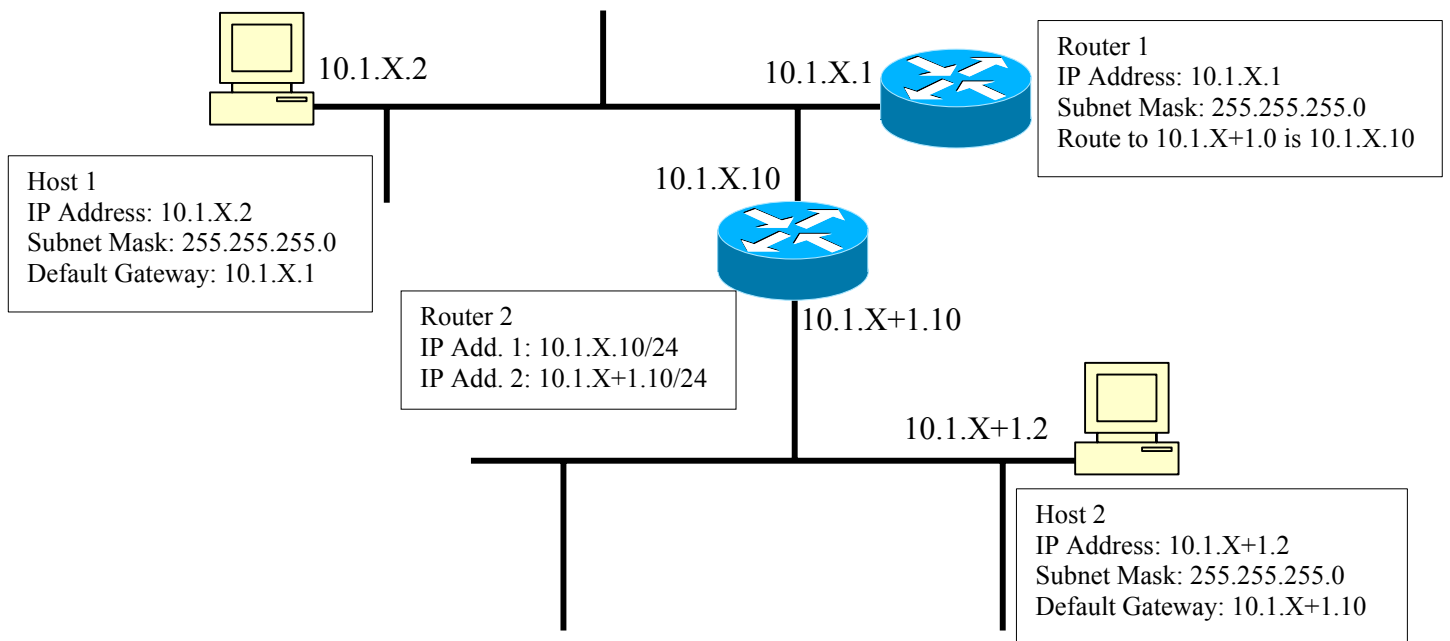 10.1.X.2
10.1.X.1
Router 1
IP Address: 10.1.X.1
Subnet Mask: 255.255.255.0
Route to 10.1.X+1.0 is 10.1.X.10
Host 1
IP Address: 10.1.X.2
Subnet Mask: 255.255.255.0
Default Gateway: 10.1.X.1
10.1.X.10
Router 2
IP Add. 1: 10.1.X.10/24
IP Add. 2: 10.1.X+1.10/24
10.1.X+1.10
10.1.X+1.2
Host 2
IP Address: 10.1.X+1.2
Subnet Mask: 255.255.255.0
Default Gateway: 10.1.X+1.10